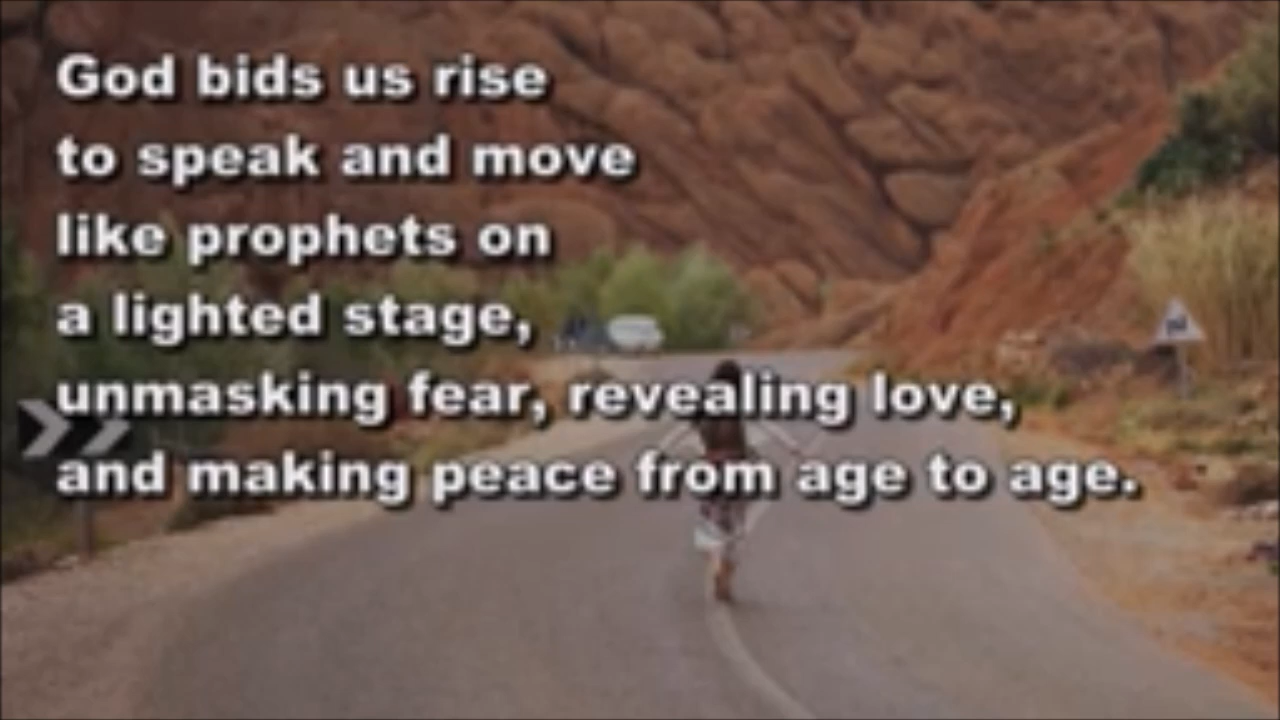 God bids us rise
to speak and move
like prophets on
a lighted stage,
unmasking fear, revealing love,
and making peace from age to age.